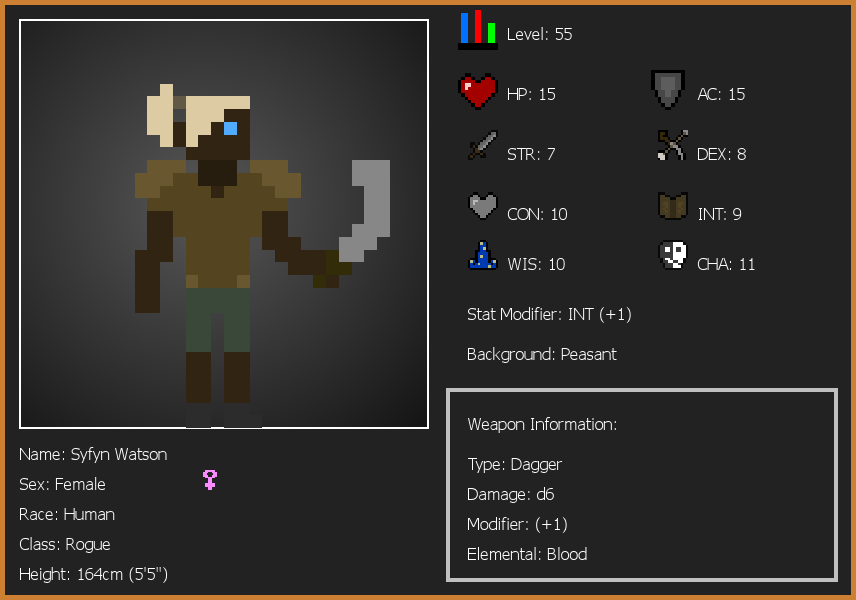 Level: 55
HP: 15
AC: 15
STR: 7
DEX: 8
CON: 10
INT: 9
WIS: 10
CHA: 11
Stat Modifier: INT (+1)
Background: Peasant
Weapon Information:
Type: Dagger
Damage: d6
Modifier: (+1)
Elemental: Blood
Name: Syfyn Watson
Sex: Female
Race: Human
Class: Rogue
Height: 164cm (5'5")